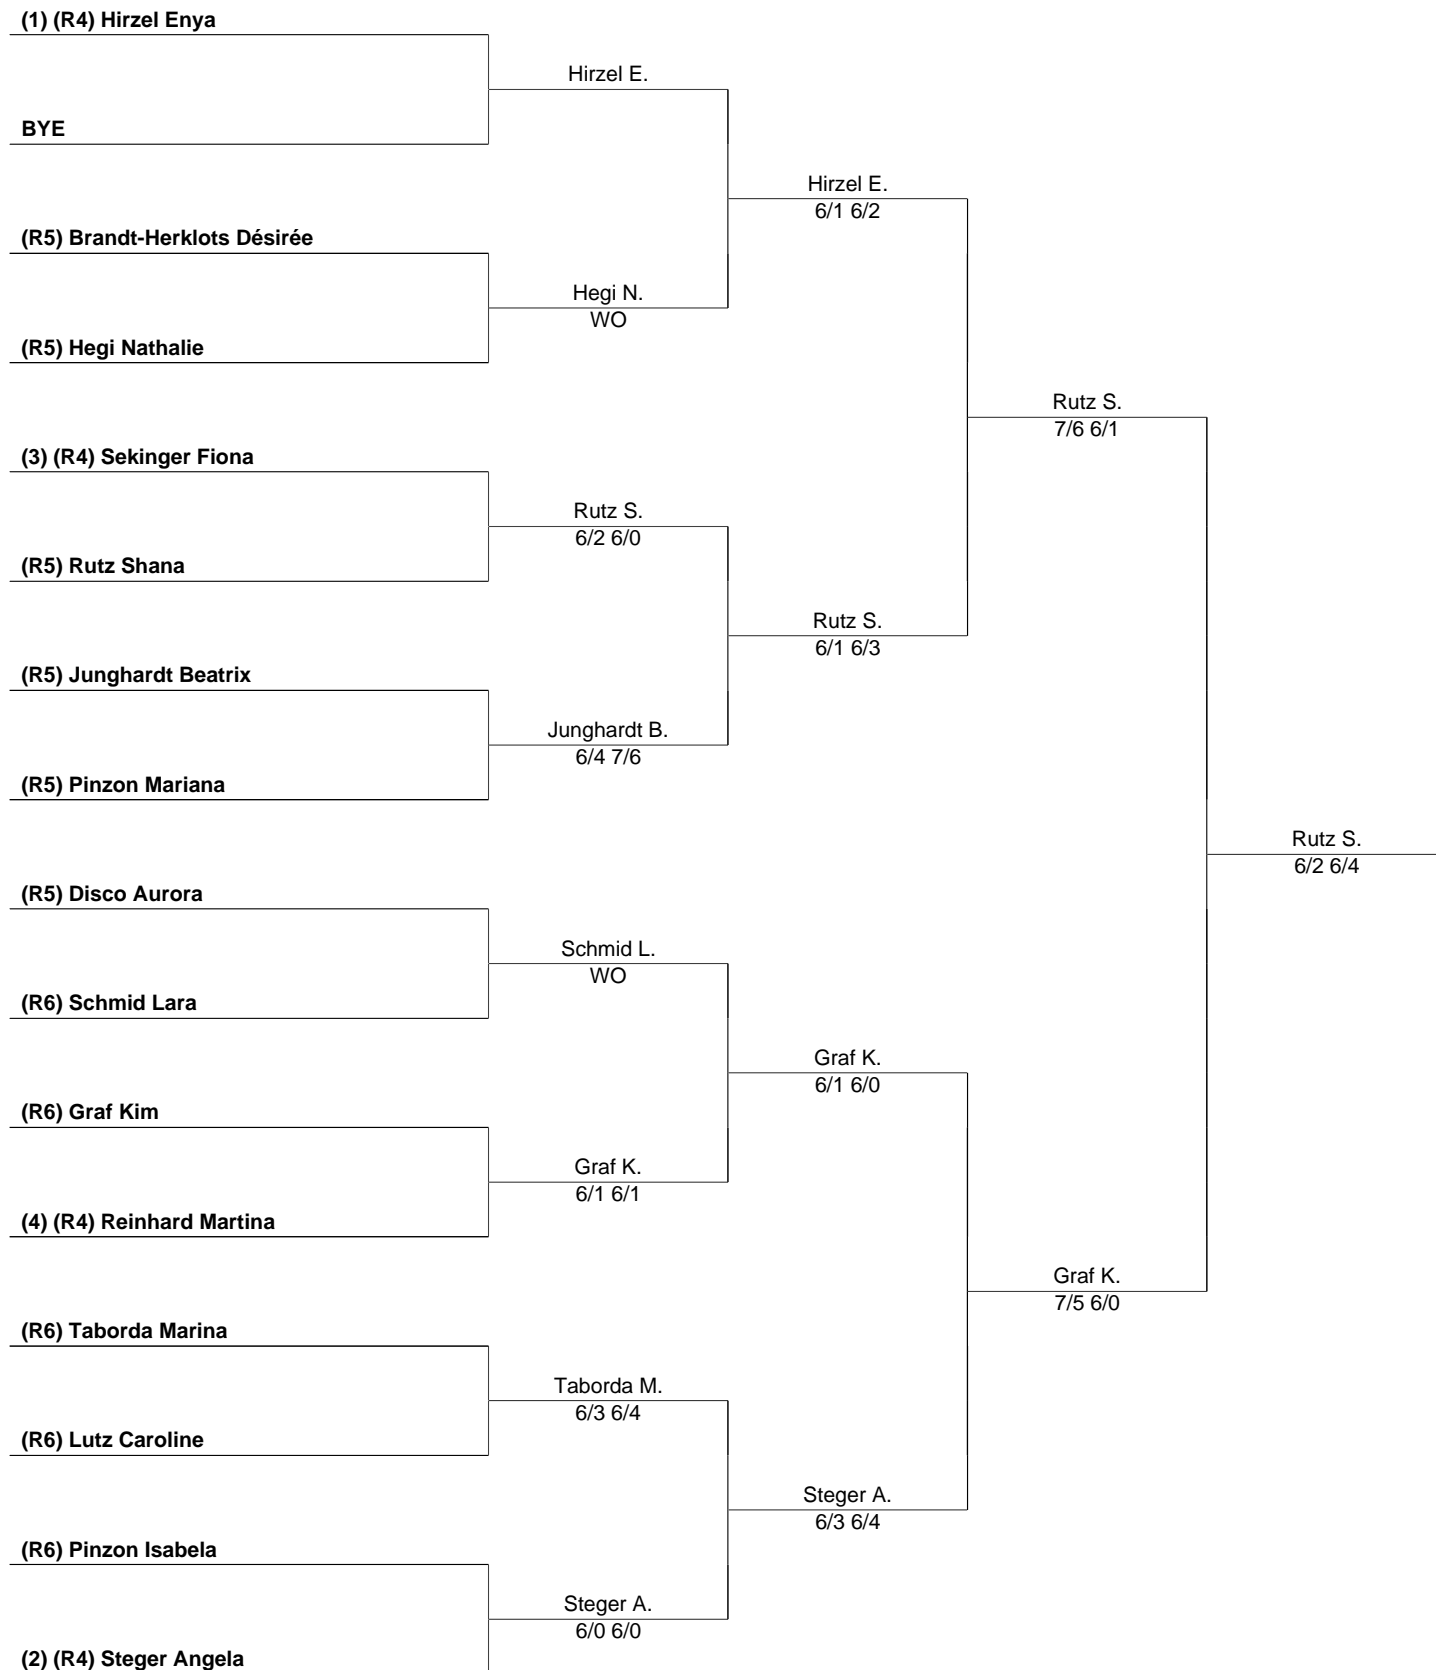 (1) (R4) Hirzel Enya
Hirzel E.
BYE
Hirzel E.
6/1 6/2
(R5) Brandt-Herklots Désirée
Hegi N.
WO
(R5) Hegi Nathalie
Rutz S.
7/6 6/1
(3) (R4) Sekinger Fiona
Rutz S.
6/2 6/0
(R5) Rutz Shana
Rutz S.
6/1 6/3
(R5) Junghardt Beatrix
Junghardt B.
6/4 7/6
(R5) Pinzon Mariana
Rutz S.
6/2 6/4
(R5) Disco Aurora
Schmid L.
WO
(R6) Schmid Lara
Graf K.
6/1 6/0
(R6) Graf Kim
Graf K.
6/1 6/1
(4) (R4) Reinhard Martina
Graf K.
7/5 6/0
(R6) Taborda Marina
Taborda M.
6/3 6/4
(R6) Lutz Caroline
Steger A.
6/3 6/4
(R6) Pinzon Isabela
Steger A.
6/0 6/0
(2) (R4) Steger Angela